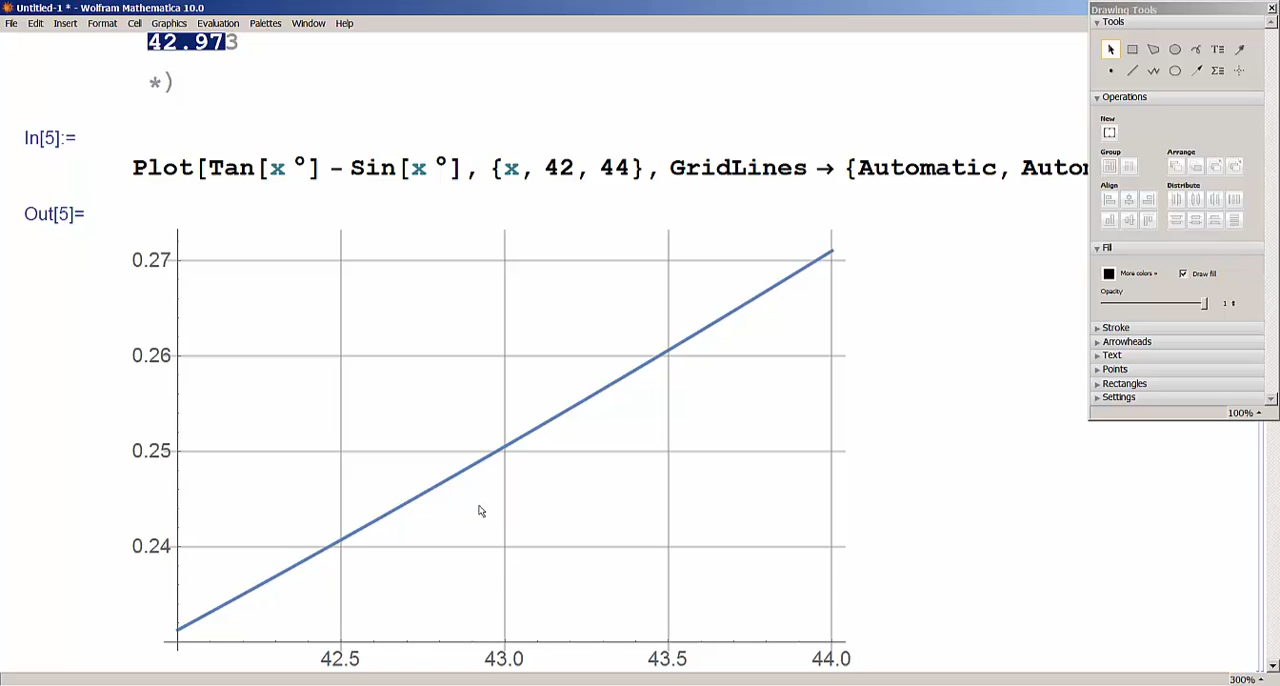 Untitled-1 * - Wolfram Mathematica 10.0
File Edit Insert Format Cell Graphics Evaluation Palettes Window Help
42.973
*)
In[5]:=
Plot[Tan[x °] - Sin[x °], {x, 42, 44}, GridLines → {Automatic,
Out[5]=
0.27
0.26
0.25
0.24
42.5 43.0 43.5 44.0
300%
Drawing Tools
Tools
Operations
New
Group Arrange
Align Distribute
Fill
More colors » Draw fill
Opacity
1
Stroke
Arrowheads
Text
Points
Rectangles
Settings
100%